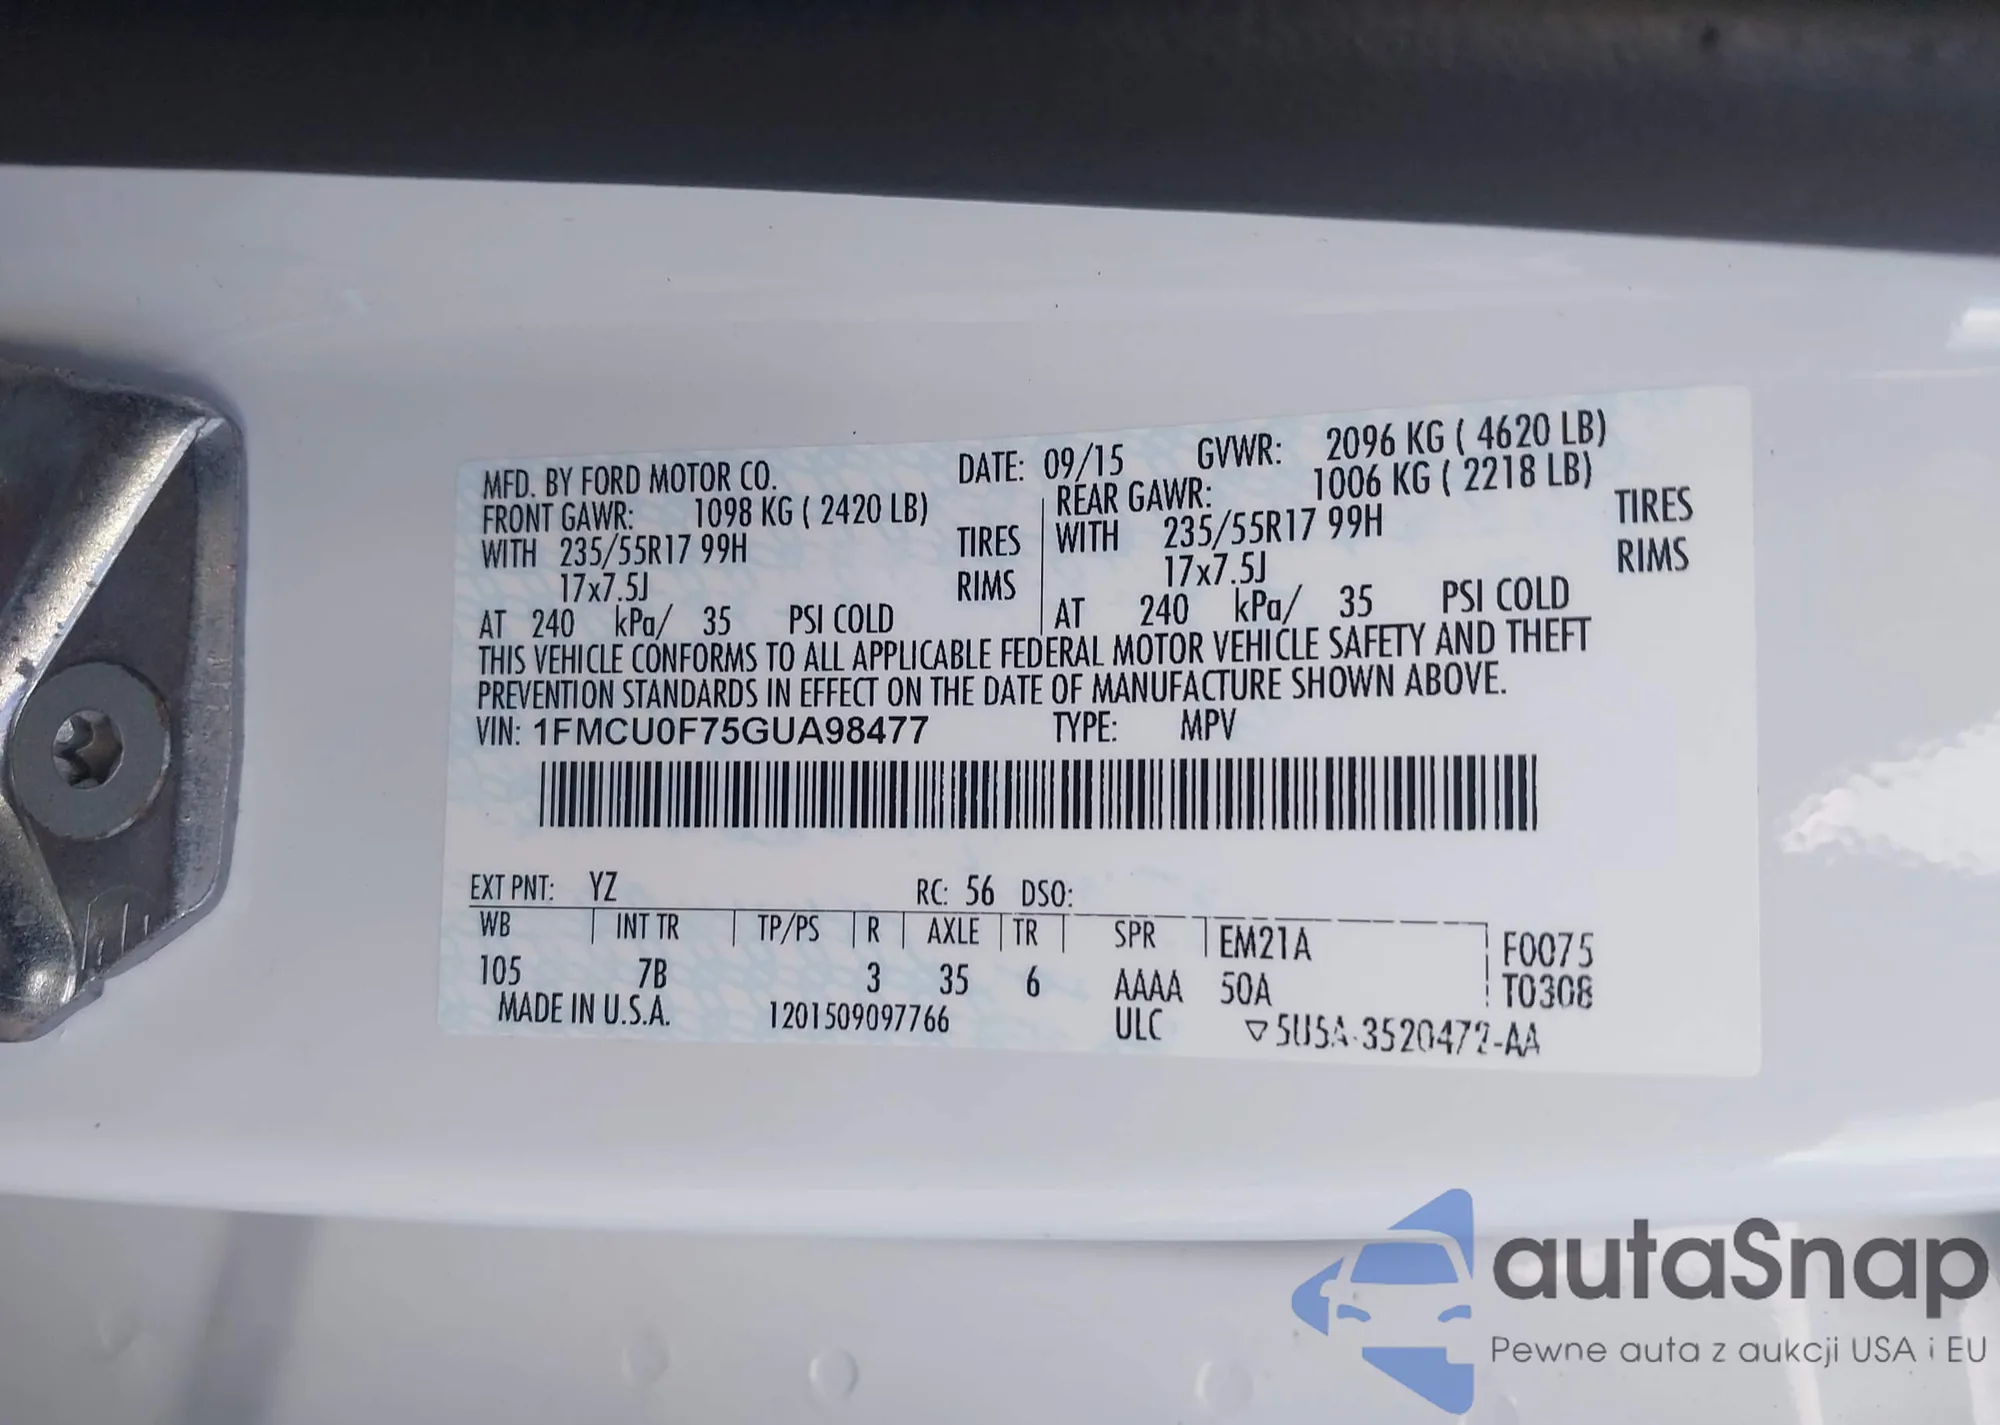 MFD. BY FORD MOTOR CO. DATE: 09/15 GVWR: 2096 KG ( 4620 LB)
FRONT GAWR: 1098 KG ( 2420 LB) REAR GAWR: 1006 KG ( 2218 LB)
WITH 235/55R17 99H TIRES WITH 235/55R17 99H TIRES
17x7.5J RIMS 17x7.5J RIMS
AT 240 kPa/ 35 PSI COLD AT 240 kPa/ 35 PSI COLD
THIS VEHICLE CONFORMS TO ALL APPLICABLE FEDERAL MOTOR VEHICLE SAFETY AND THEFT
PREVENTION STANDARDS IN EFFECT ON THE DATE OF MANUFACTURE SHOWN ABOVE.
VIN: 1FMCU0F75GUA98477 TYPE: MPV
EXT PNT: YZ RC: 56 DSO:
WB INT TR TP/PS R AXLE TR SPR EM21A F0075
105 7B 3 35 6 AAAA 50A T0308
MADE IN U.S.A. 1201509097766 ULC ▽5U5A-3520472-AA
autaSnap
Pewne auta z aukcji USA i EU